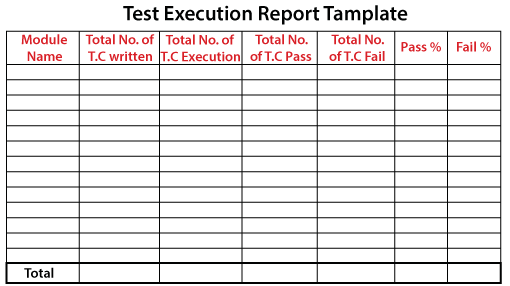 Test Execution Report Tamplate
Module Name
Total No. of T.C written
Total No. of T.C Execution
Total No. of T.C Pass
Total No. of T.C Fail
Pass %
Fail %
Total